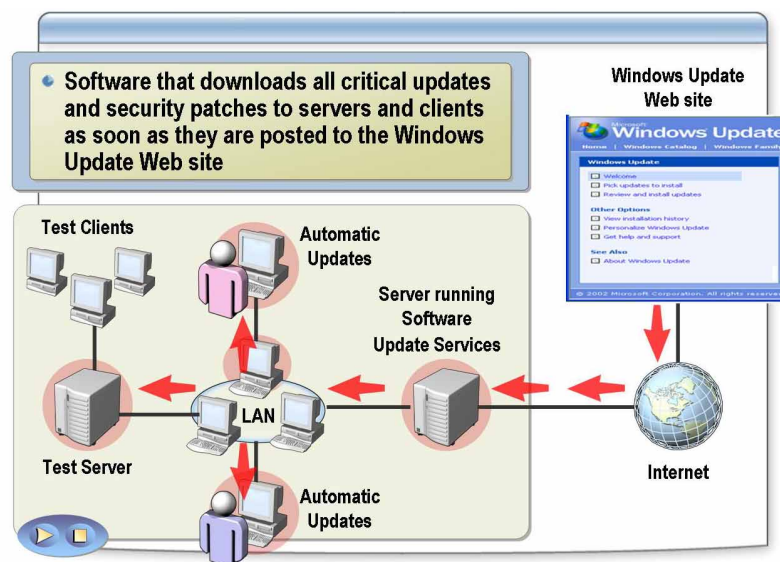 Software that downloads all critical updates
and security patches to servers and clients
as soon as they are posted to the Windows
Update Web site
Windows Update
Web site
Microsoft
Windows Update
Home | Windows Catalog | Windows Famil
Windows Update
Welcome
Pick updates to install
Review and install updates
Other Options
View installation history
Personalize Windows Update
Get help and support
See Also
About Windows Update
© 2002 Microsoft Corporation. All rights reserved
Test Clients
Automatic
Updates
Server running
Software
Update Services
LAN
Test Server
Internet
Automatic
Updates